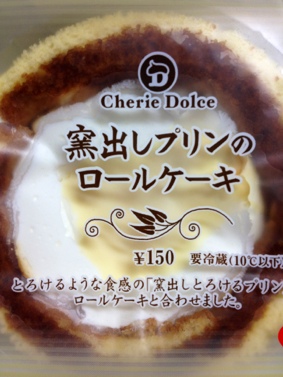 Cherie Dolce
窯出しプリンの
ロールケーキ
¥150 要冷蔵(10℃以下)
とろけるような食感の「窯出しとろけるプリン
ロールケーキと合わせました。